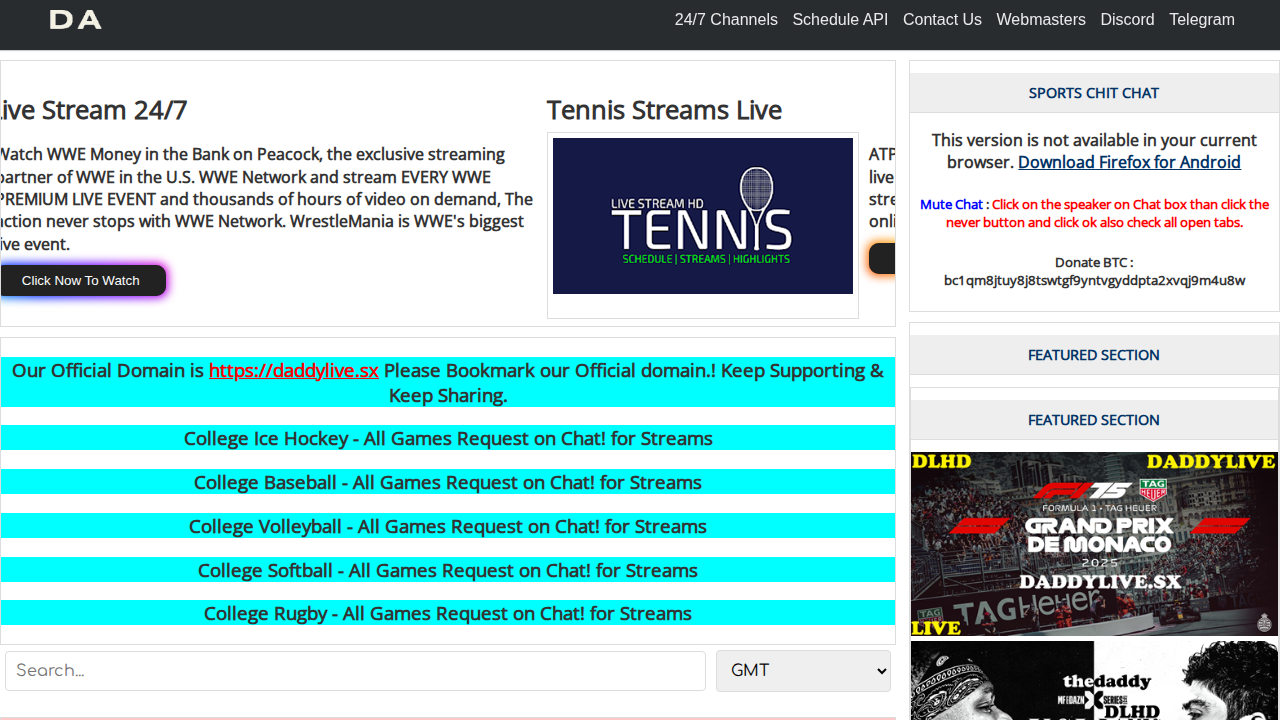 DA
24/7 Channels Schedule API Contact Us Webmasters Discord Telegram
ive Stream 24/7
Watch WWE Money in the Bank on Peacock, the exclusive streaming
partner of WWE in the U.S. WWE Network and stream EVERY WWE
PREMIUM LIVE EVENT and thousands of hours of video on demand, The
action never stops with WWE Network. WrestleMania is WWE's biggest
live event.
Click Now To Watch
Tennis Streams Live
LIVE STREAM HD
TENNIS
SCHEDULE | STREAMS | HIGHLIGHTS
ATP
live
stre
onli
Our Official Domain is https://daddylive.sx Please Bookmark our Official domain.! Keep Supporting &
Keep Sharing.
College Ice Hockey - All Games Request on Chat! for Streams
College Baseball - All Games Request on Chat! for Streams
College Volleyball - All Games Request on Chat! for Streams
College Softball - All Games Request on Chat! for Streams
College Rugby - All Games Request on Chat! for Streams
Search...
GMT
SPORTS CHIT CHAT
This version is not available in your current
browser. Download Firefox for Android
Mute Chat : Click on the speaker on Chat box than click the
never button and click ok also check all open tabs.
Donate BTC :
bc1qm8jtuy8j8tswtgf9yntvgyddpta2xvqj9m4u8w
FEATURED SECTION
FEATURED SECTION
DLHD DADDYLIVE
F1 75 TAG HEUER
FORMULA 1 · TAG HEUER
GRAND PRIX
DE MONACO
2025
DADDYLIVE.SX
TAGHeuer
LIVE
thedaddy
MF|DAZN X SERIES
DLHD